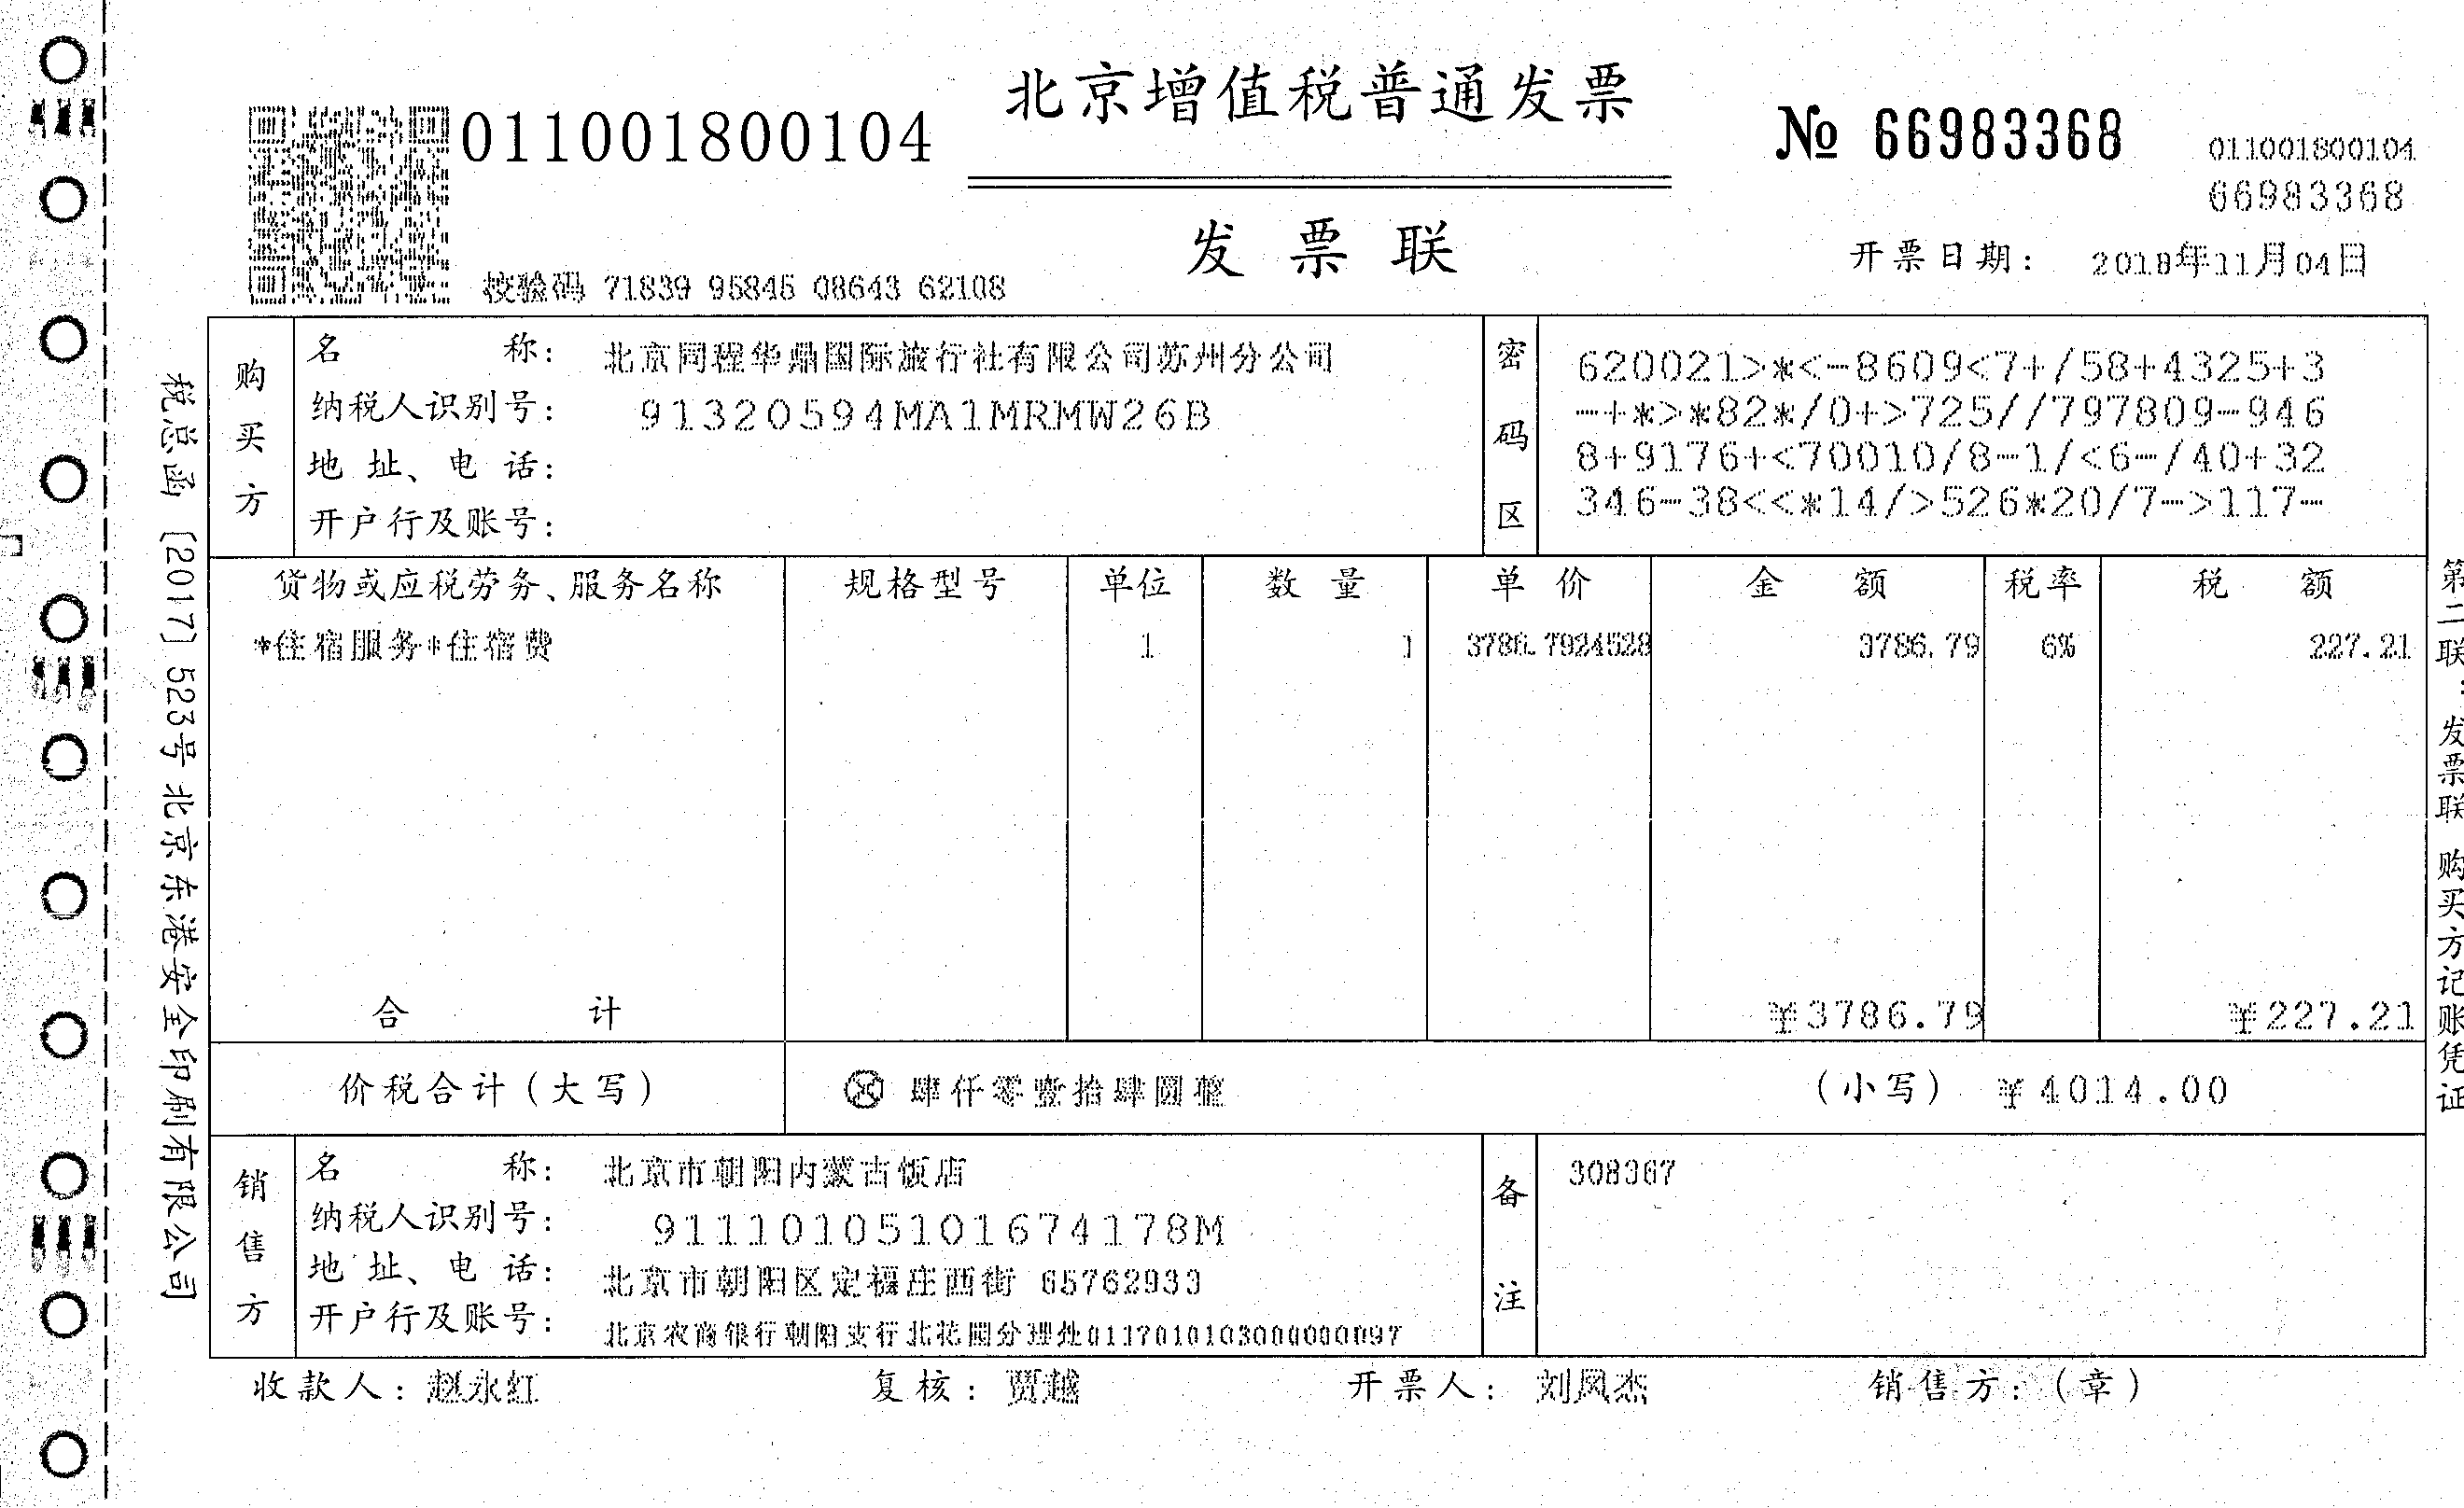 北京增值税普通发票
011001800104
№ 66983368
011001800104
66983368
发票联
开票日期： 2018年11月04日
校验码 71839 95845 08643 62108
税总函〔2017〕523号北京东港安全印刷有限公司
购买方
名称： 北京同程华鼎国际旅行社有限公司苏州分公司
纳税人识别号： 91320594MA1MRMW26B
地址、电话：
开户行及账号：
密码区
620021>*<-8609<7+/58+4325+3
-+*>*82*/0+>725//797809-946
8+9176+<70010/8-1/<6-/40+32
346-38<<*14/>526*20/7->117-
货物或应税劳务、服务名称 规格型号 单位 数量 单价 金额 税率 税额
*住宿服务*住宿费 1 1 3786.7924528 3786.79 6% 227.21
合计 ¥3786.79 ¥227.21
价税合计（大写） ⊗ 肆仟零壹拾肆圆整 （小写） ¥4014.00
销售方
名称： 北京市朝阳内蒙古饭店
纳税人识别号： 91110105101674178M
地址、电话： 北京市朝阳区定福庄西街 65762933
开户行及账号： 北京农商银行朝阳支行北花园分理处0117010103000000097
备注
308367
收款人：赵永红 复核：贾越 开票人：刘凤杰 销售方：（章）
第二联：发票联 购买方记账凭证